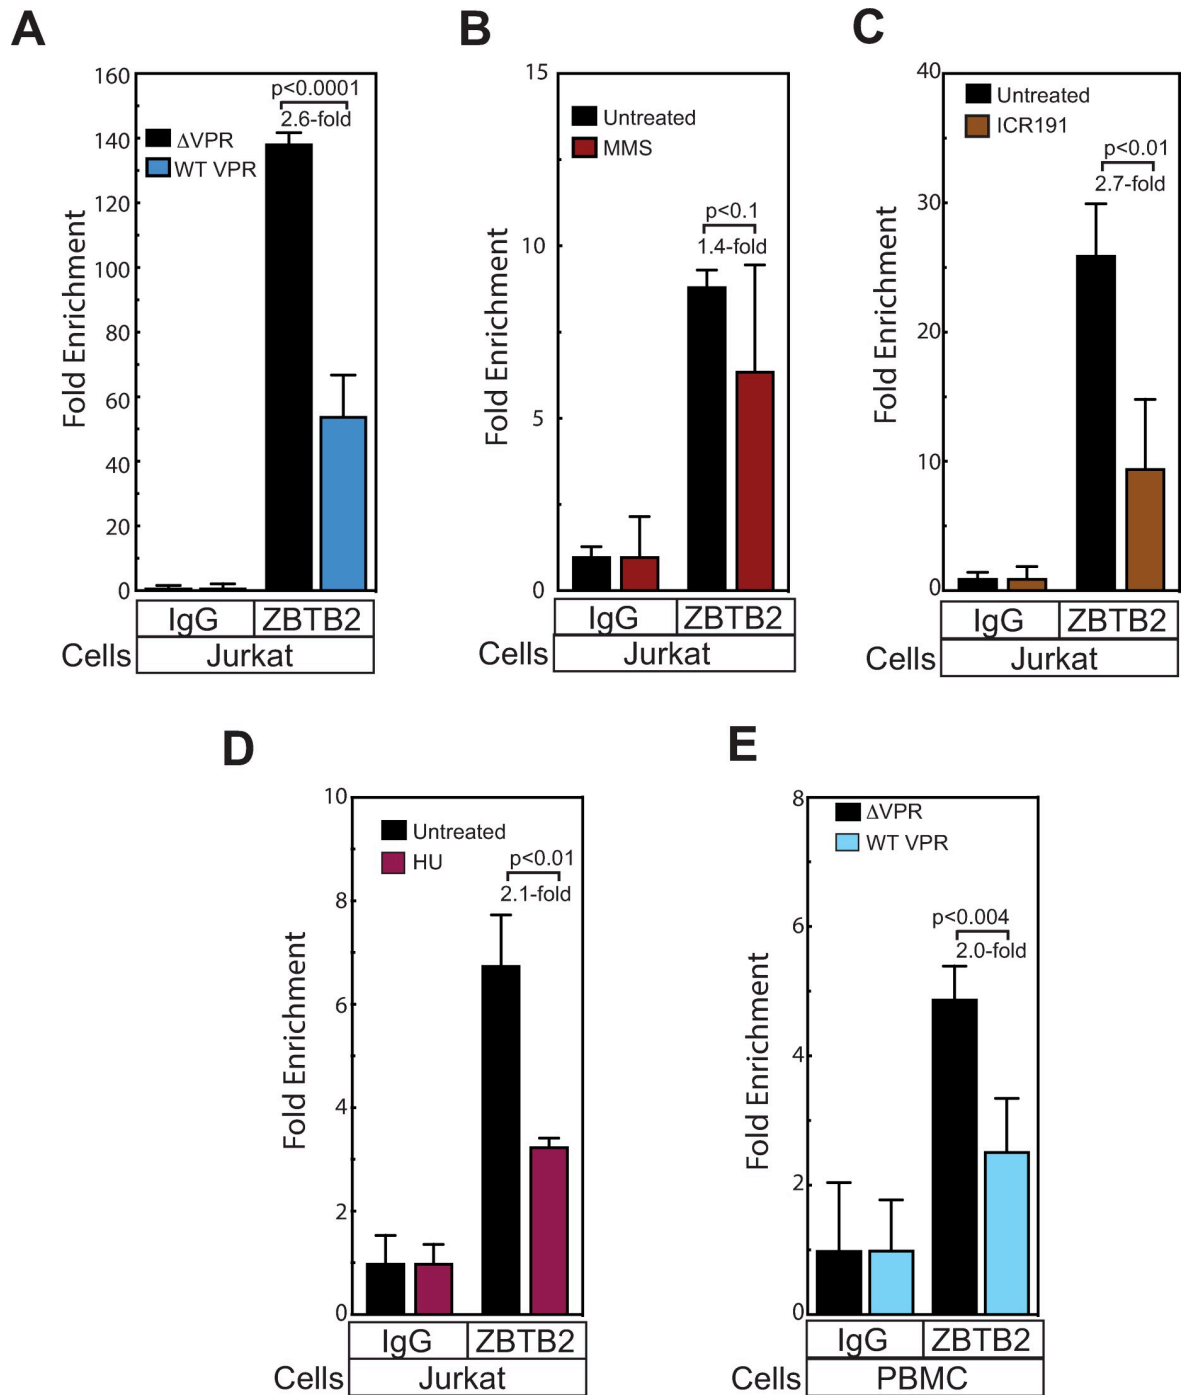 A
Fold Enrichment
160
140
120
100
80
60
40
20
0
ΔVPR
WT VPR
p<0.0001
2.6-fold
IgG ZBTB2
Cells Jurkat
B
Fold Enrichment
15
10
5
0
Untreated
MMS
p<0.1
1.4-fold
IgG ZBTB2
Cells Jurkat
C
Fold Enrichment
40
30
20
10
0
Untreated
ICR191
p<0.01
2.7-fold
IgG ZBTB2
Cells Jurkat
D
Fold Enrichment
10
8
6
4
2
0
Untreated
HU
p<0.01
2.1-fold
IgG ZBTB2
Cells Jurkat
E
Fold Enrichment
8
6
4
2
0
ΔVPR
WT VPR
p<0.004
2.0-fold
IgG ZBTB2
Cells PBMC